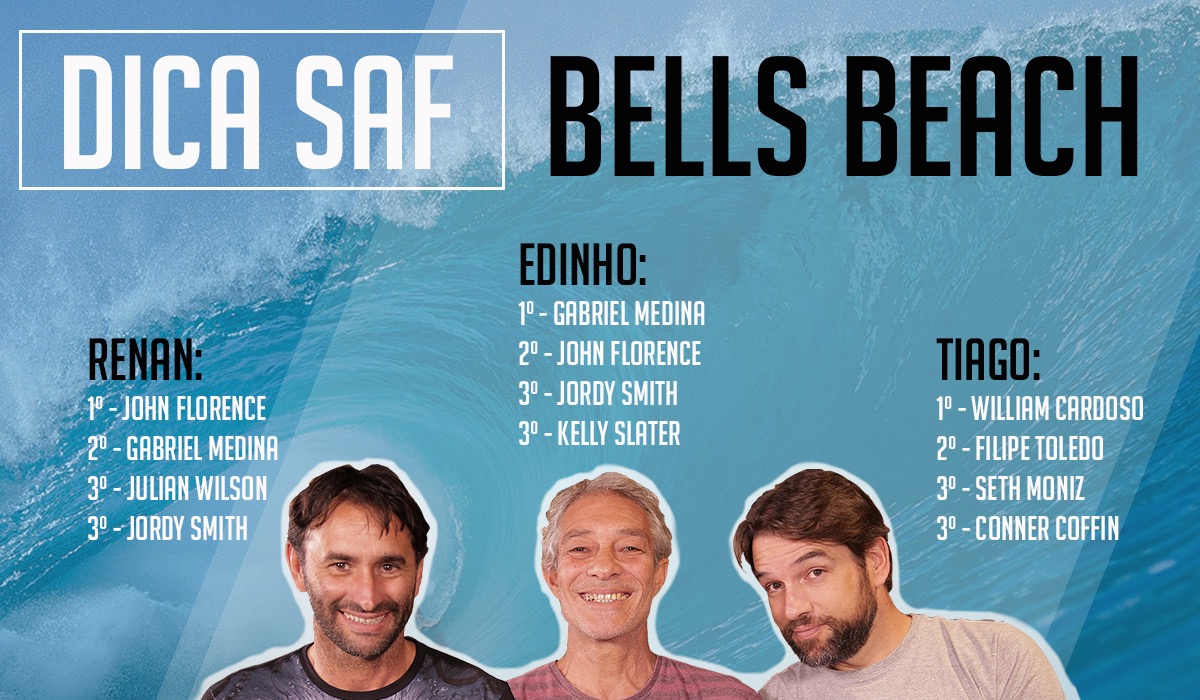 DICA SAF
BELLS BEACH
RENAN:
1º - JOHN FLORENCE
2º - GABRIEL MEDINA
3º - JULIAN WILSON
3º - JORDY SMITH
EDINHO:
1º - GABRIEL MEDINA
2º - JOHN FLORENCE
3º - JORDY SMITH
3º - KELLY SLATER
TIAGO:
1º - WILLIAM CARDOSO
2º - FILIPE TOLEDO
3º - SETH MONIZ
3º - CONNER COFFIN